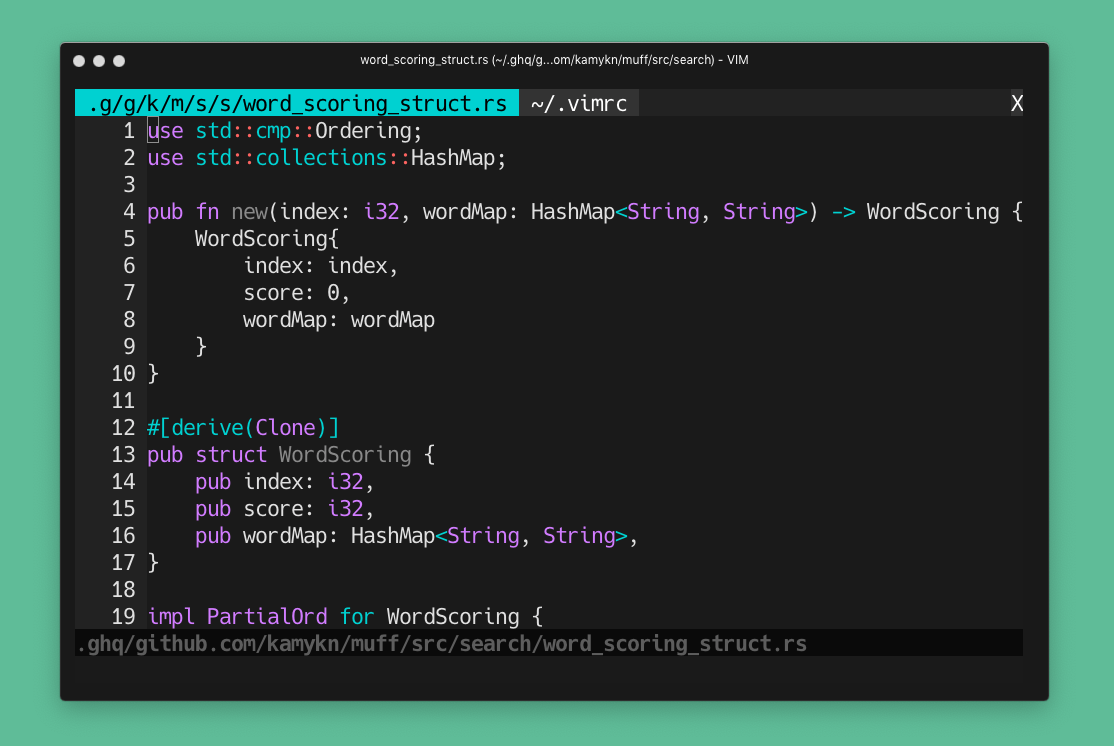 word_scoring_struct.rs (~/.ghq/g...om/kamykn/muff/src/search) - VIM
.g/g/k/m/s/s/word_scoring_struct.rs  ~/.vimrc  X
1 use std::cmp::Ordering;
2 use std::collections::HashMap;
3
4 pub fn new(index: i32, wordMap: HashMap<String, String>) -> WordScoring {
5     WordScoring{
6         index: index,
7         score: 0,
8         wordMap: wordMap
9     }
10 }
11
12 #[derive(Clone)]
13 pub struct WordScoring {
14     pub index: i32,
15     pub score: i32,
16     pub wordMap: HashMap<String, String>,
17 }
18
19 impl PartialOrd for WordScoring {
.ghq/github.com/kamykn/muff/src/search/word_scoring_struct.rs